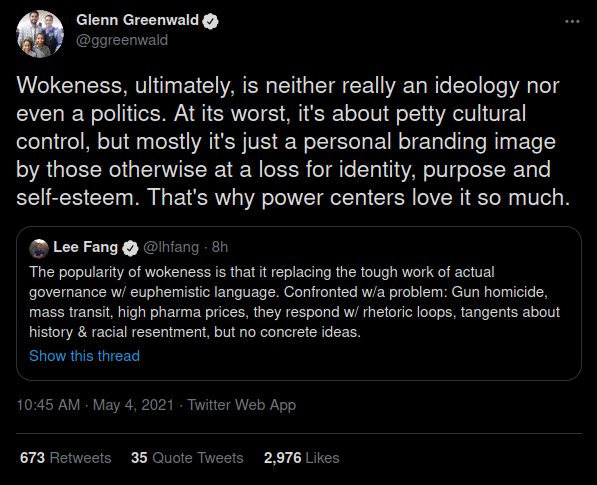 Glenn Greenwald
@ggreenwald
Wokeness, ultimately, is neither really an ideology nor
even a politics. At its worst, it's about petty cultural
control, but mostly it's just a personal branding image
by those otherwise at a loss for identity, purpose and
self-esteem. That's why power centers love it so much.
Lee Fang @lhfang · 8h
The popularity of wokeness is that it replacing the tough work of actual
governance w/ euphemistic language. Confronted w/a problem: Gun homicide,
mass transit, high pharma prices, they respond w/ rhetoric loops, tangents about
history & racial resentment, but no concrete ideas.
Show this thread
10:45 AM · May 4, 2021 · Twitter Web App
673 Retweets 35 Quote Tweets 2,976 Likes